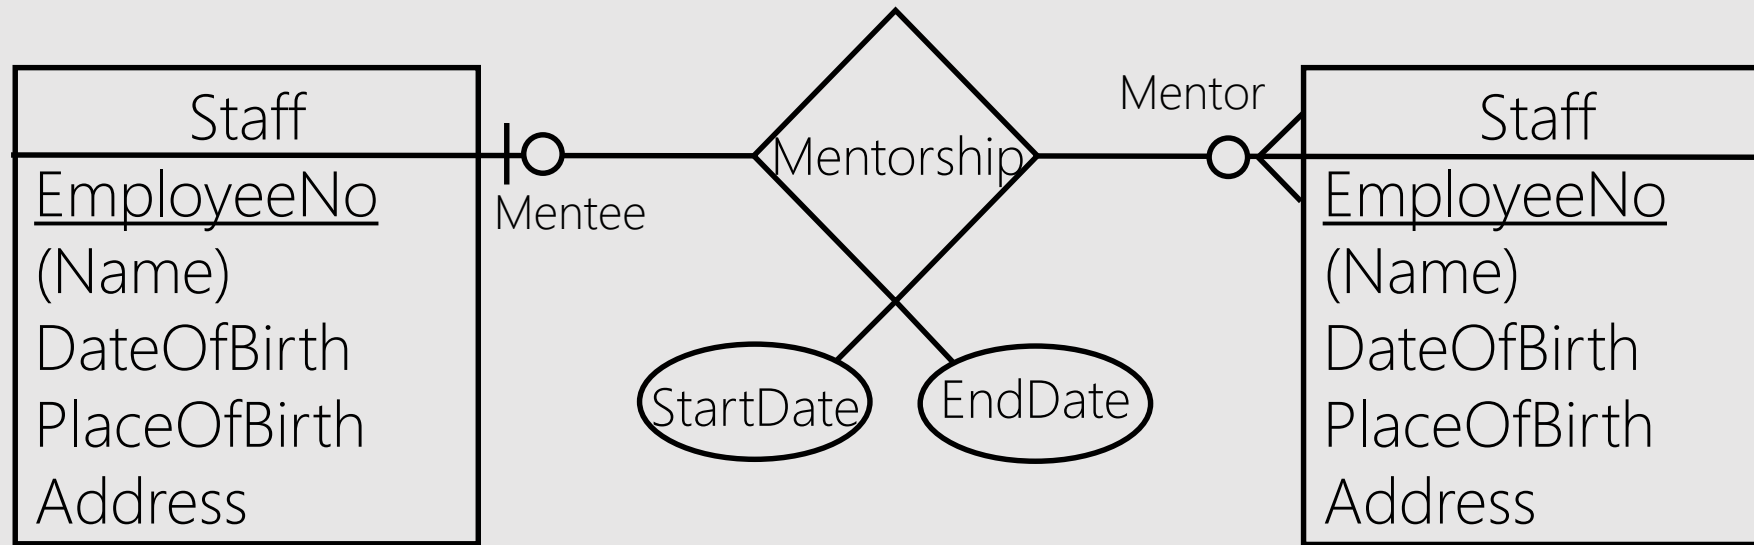 Staff
EmployeeNo
(Name)
DateOfBirth
PlaceOfBirth
Address
Mentee
Mentorship
StartDate
EndDate
Mentor
Staff
EmployeeNo
(Name)
DateOfBirth
PlaceOfBirth
Address